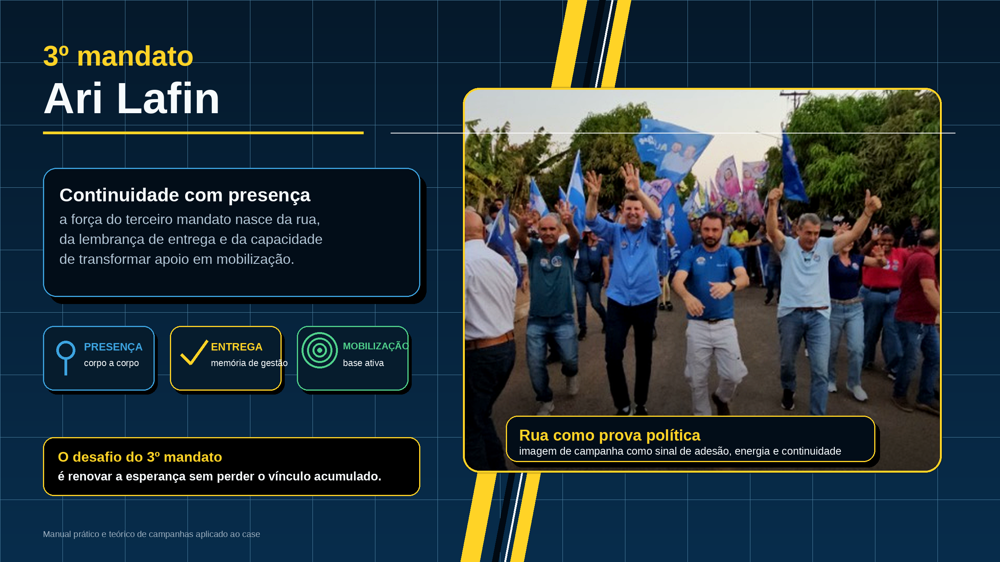 3º mandato
Ari Lafin
Continuidade com presença
a força do terceiro mandato nasce da rua,
da lembrança de entrega e da capacidade
de transformar apoio em mobilização.
PRESENÇA
corpo a corpo
ENTREGA
memória de gestão
MOBILIZAÇÃO
base ativa
O desafio do 3º mandato
é renovar a esperança sem perder o vínculo acumulado.
Rua como prova política
imagem de campanha como sinal de adesão, energia e continuidade
Manual prático e teórico de campanhas aplicado ao case